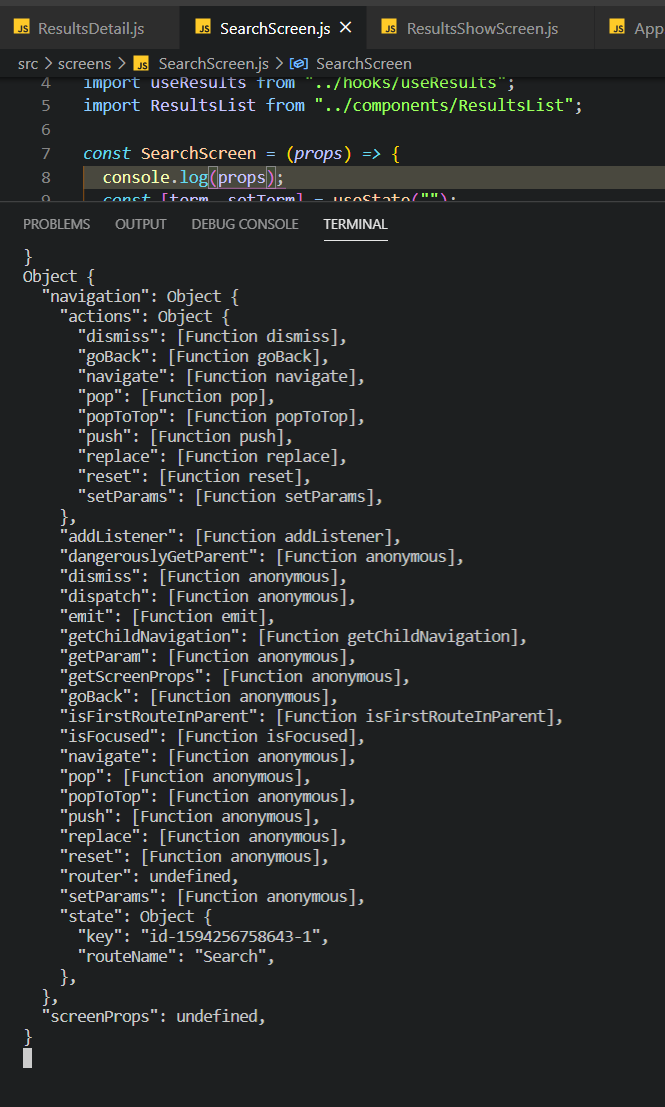 JS ResultsDetail.js JS SearchScreen.js × JS ResultsShowScreen.js JS App
src > screens > JS SearchScreen.js > SearchScreen
4 import useResults from "../hooks/useResults";
5 import ResultsList from "../components/ResultsList";
6
7 const SearchScreen = (props) => {
8 console.log(props);
9 const [term, setTerm] = useState("");
PROBLEMS OUTPUT DEBUG CONSOLE TERMINAL
}
Object {
"navigation": Object {
"actions": Object {
"dismiss": [Function dismiss],
"goBack": [Function goBack],
"navigate": [Function navigate],
"pop": [Function pop],
"popToTop": [Function popToTop],
"push": [Function push],
"replace": [Function replace],
"reset": [Function reset],
"setParams": [Function setParams],
},
"addListener": [Function addListener],
"dangerouslyGetParent": [Function anonymous],
"dismiss": [Function anonymous],
"dispatch": [Function anonymous],
"emit": [Function emit],
"getChildNavigation": [Function getChildNavigation],
"getParam": [Function anonymous],
"getScreenProps": [Function anonymous],
"goBack": [Function anonymous],
"isFirstRouteInParent": [Function isFirstRouteInParent],
"isFocused": [Function isFocused],
"navigate": [Function anonymous],
"pop": [Function anonymous],
"popToTop": [Function anonymous],
"push": [Function anonymous],
"replace": [Function anonymous],
"reset": [Function anonymous],
"router": undefined,
"setParams": [Function anonymous],
"state": Object {
"key": "id-1594256758643-1",
"routeName": "Search",
},
},
"screenProps": undefined,
}